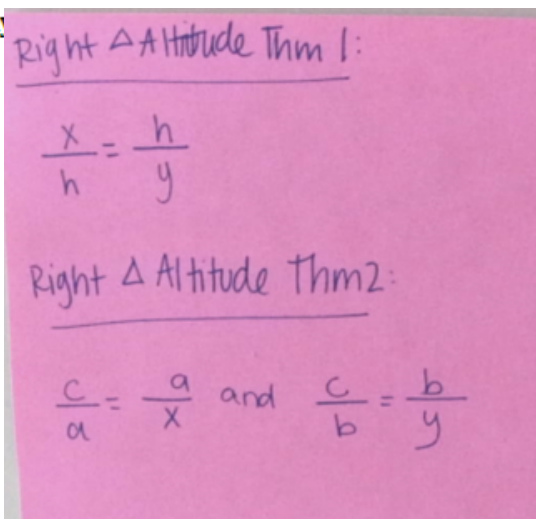 Right △ Altitude Thm 1:
x/h = h/y
Right △ Altitude Thm2:
c/a = a/x and c/b = b/y